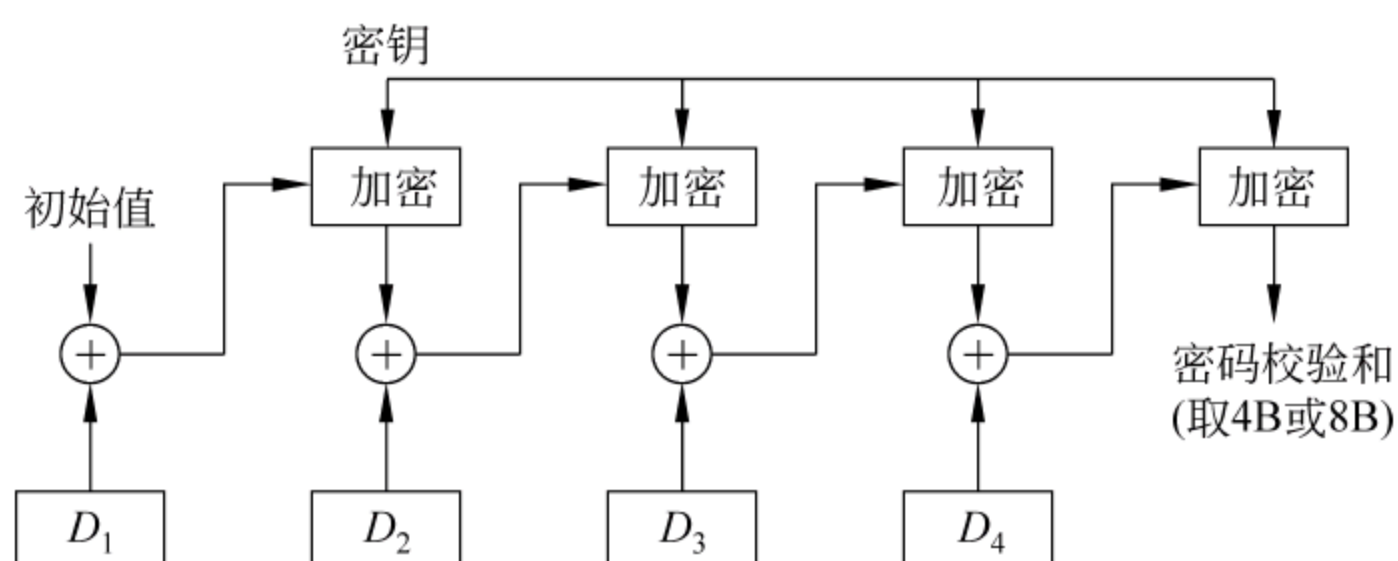 密钥
加密 加密 加密 加密
初始值
+ + + +
密码校验和
(取4B或8B)
D₁ D₂ D₃ D₄